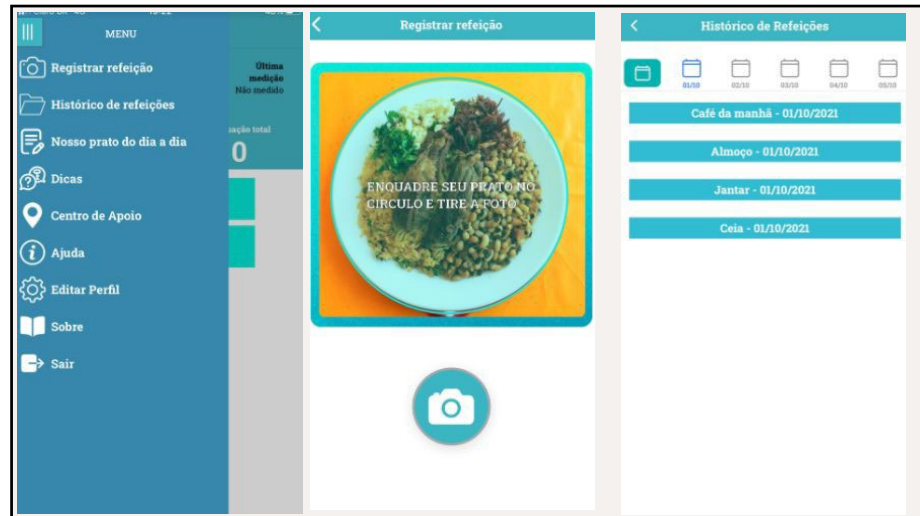 MENU
Registrar refeição
Histórico de refeições
Nosso prato do dia a dia
Dicas
Centro de Apoio
Ajuda
Editar Perfil
Sobre
Sair
Última
medição
Não medido
uação total
0
Registrar refeição
ENQUADRE SEU PRATO NO
CIRCULO E TIRE A FOTO
Histórico de Refeições
01/10 02/10 03/10 04/10 05/10
Café da manhã - 01/10/2021
Almoço - 01/10/2021
Jantar - 01/10/2021
Ceia - 01/10/2021